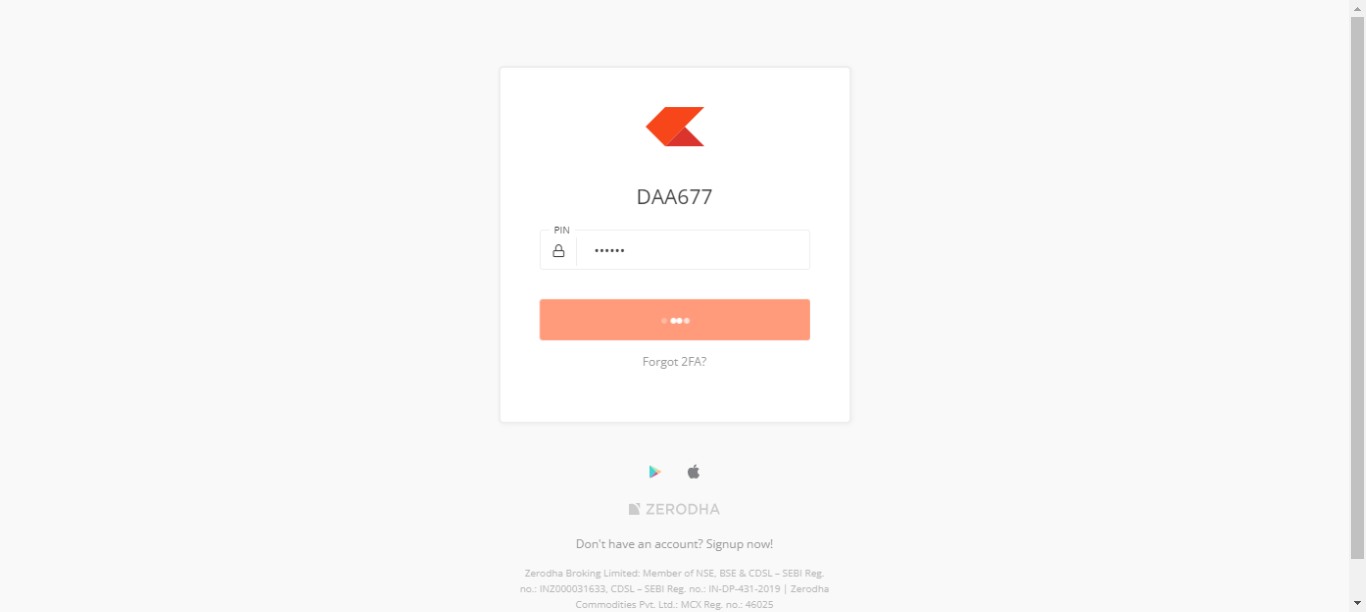 DAA677
PIN
••••••
Forgot 2FA?
ZERODHA
Don't have an account? Signup now!
Zerodha Broking Limited: Member of NSE, BSE & CDSL – SEBI Reg.
no.: INZ000031633, CDSL – SEBI Reg. no.: IN-DP-431-2019 | Zerodha
Commodities Pvt. Ltd.: MCX Reg. no.: 46025